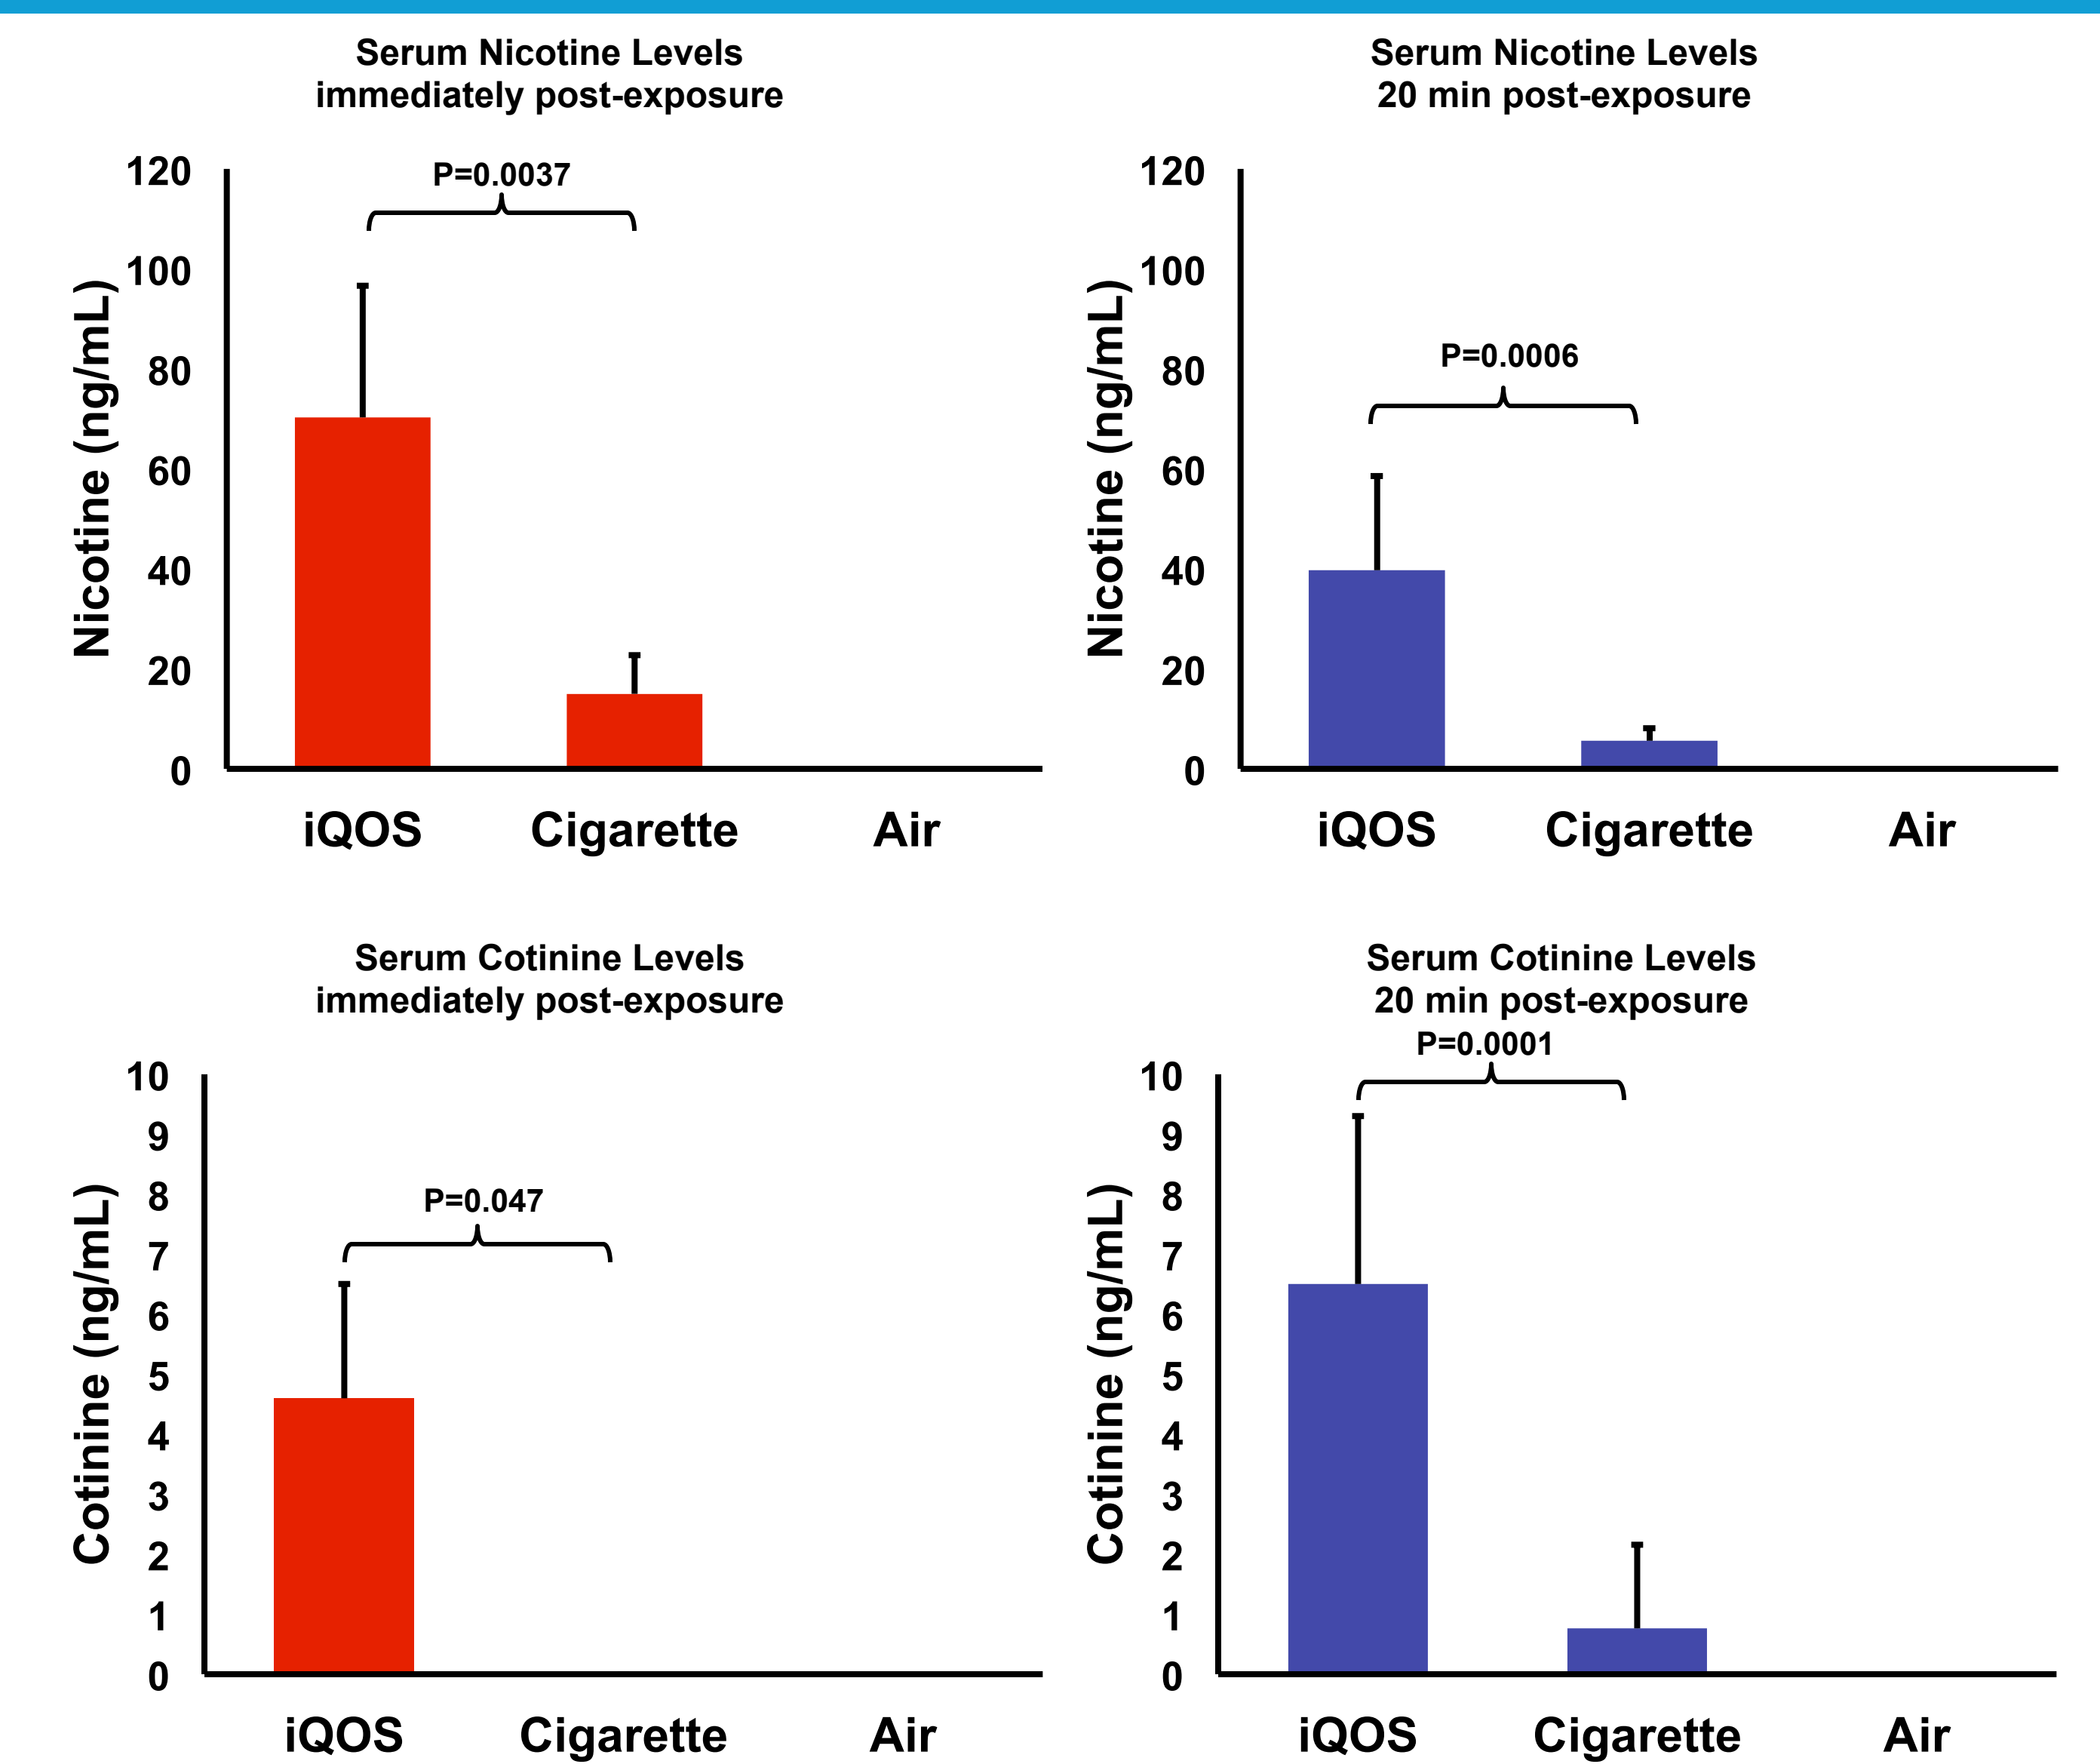 Serum Nicotine Levels
immediately post-exposure
P=0.0037
120
100
80
60
40
20
0
Nicotine (ng/mL)
iQOS Cigarette Air
Serum Nicotine Levels
20 min post-exposure
P=0.0006
120
100
80
60
40
20
0
Nicotine (ng/mL)
iQOS Cigarette Air
Serum Cotinine Levels
immediately post-exposure
P=0.047
10
9
8
7
6
5
4
3
2
1
0
Cotinine (ng/mL)
iQOS Cigarette Air
Serum Cotinine Levels
20 min post-exposure
P=0.0001
10
9
8
7
6
5
4
3
2
1
0
Cotinine (ng/mL)
iQOS Cigarette Air